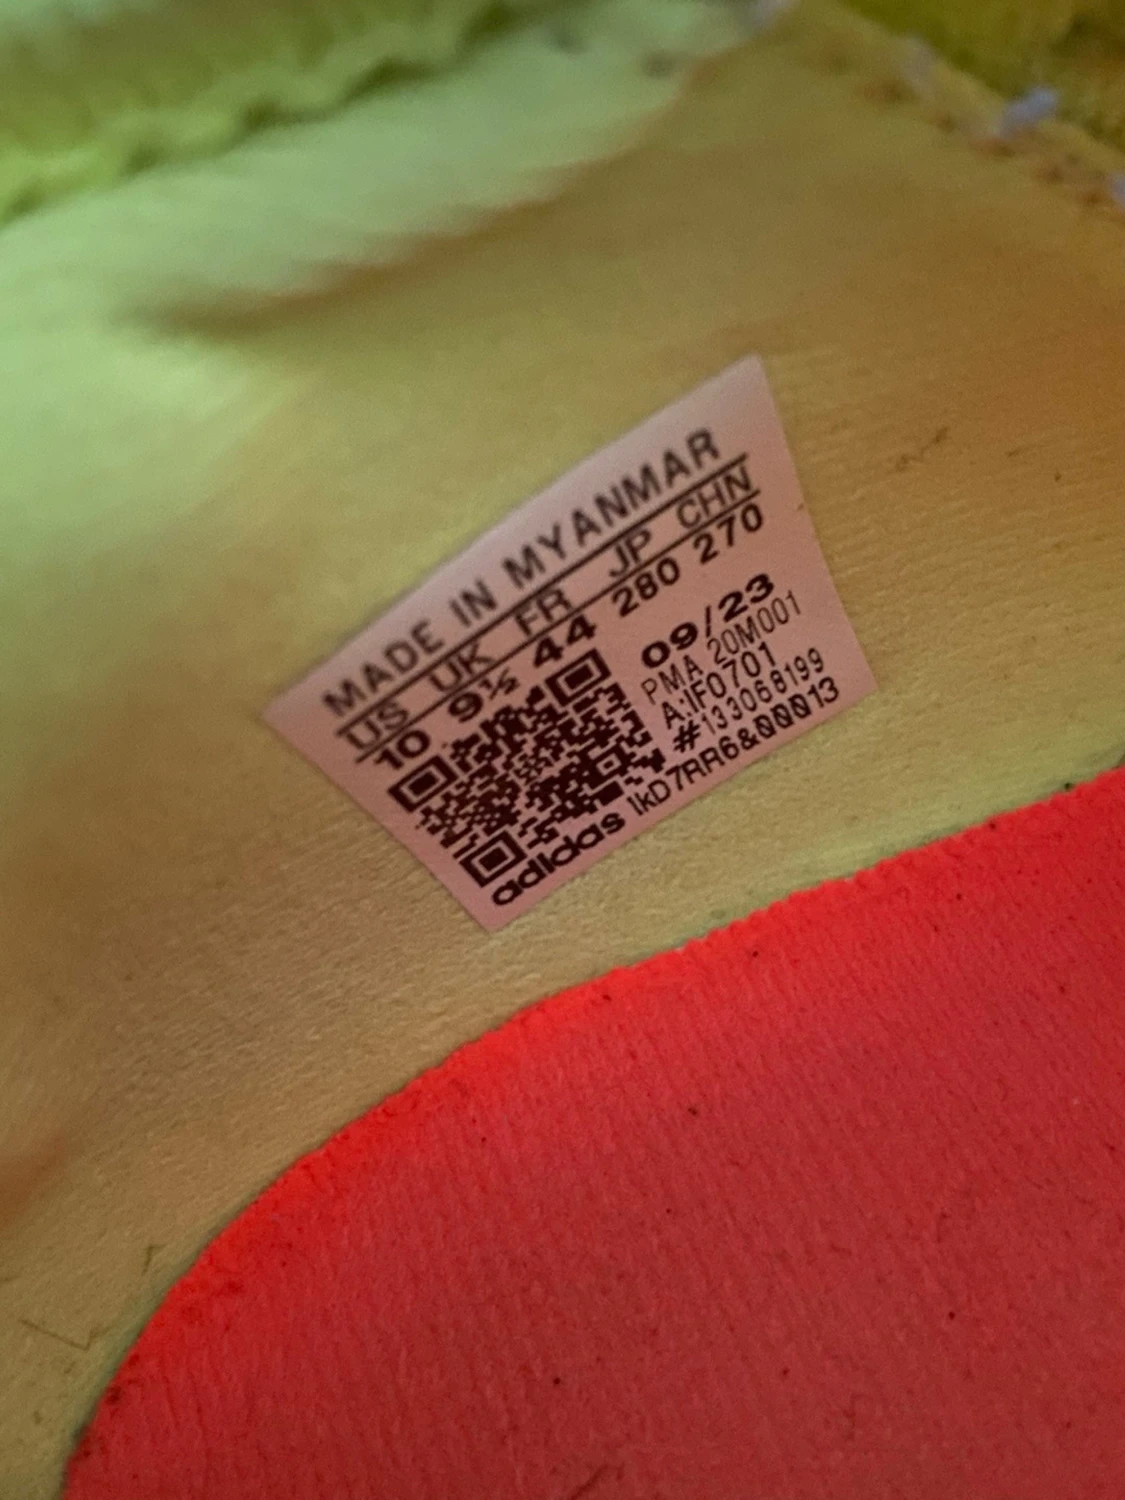 MADE IN MYANMAR
US UK FR JP CHN
10 9½ 44 280 270
09/23
PMA 20M001
A:IF0701
#133068199
adidas 1kD7RR6&00013